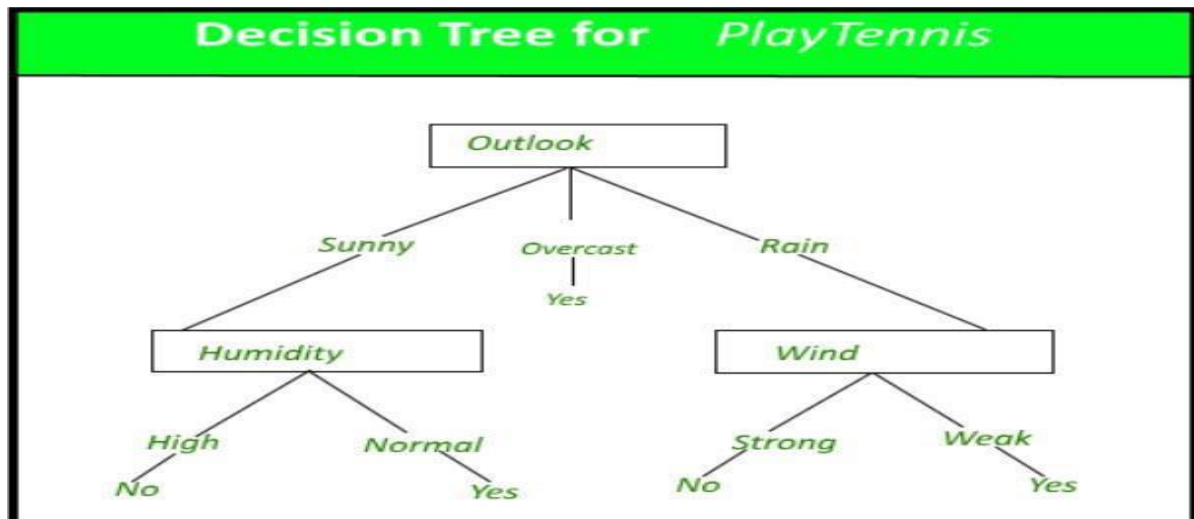 Decision Tree for PlayTennis
Outlook
Sunny Overcast Rain
Yes
Humidity Wind
High Normal Strong Weak
No Yes No Yes